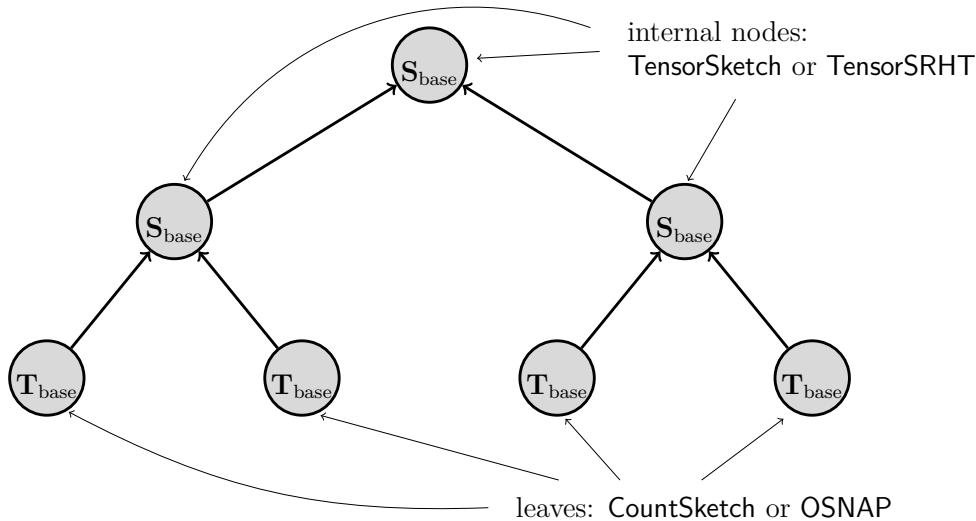 internal nodes:
TensorSketch or TensorSRHT
S_base
S_base
S_base
T_base
T_base
T_base
T_base
leaves: CountSketch or OSNAP